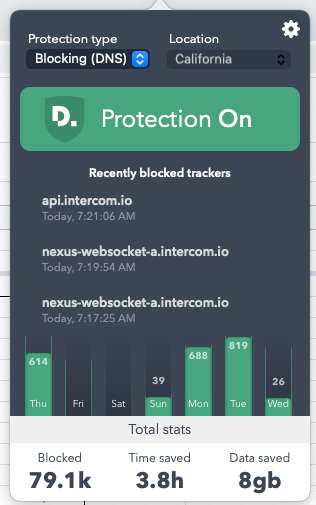 Protection type
Location
Blocking (DNS)
California
D.
Protection On
Recently blocked trackers
api.intercom.io
Today, 7:21:06 AM
nexus-websocket-a.intercom.io
Today, 7:19:54 AM
nexus-websocket-a.intercom.io
Today, 7:17:25 AM
614
39
688
819
26
Thu
Fri
Sat
Sun
Mon
Tue
Wed
Total stats
Blocked
Time saved
Data saved
79.1k
3.8h
8gb